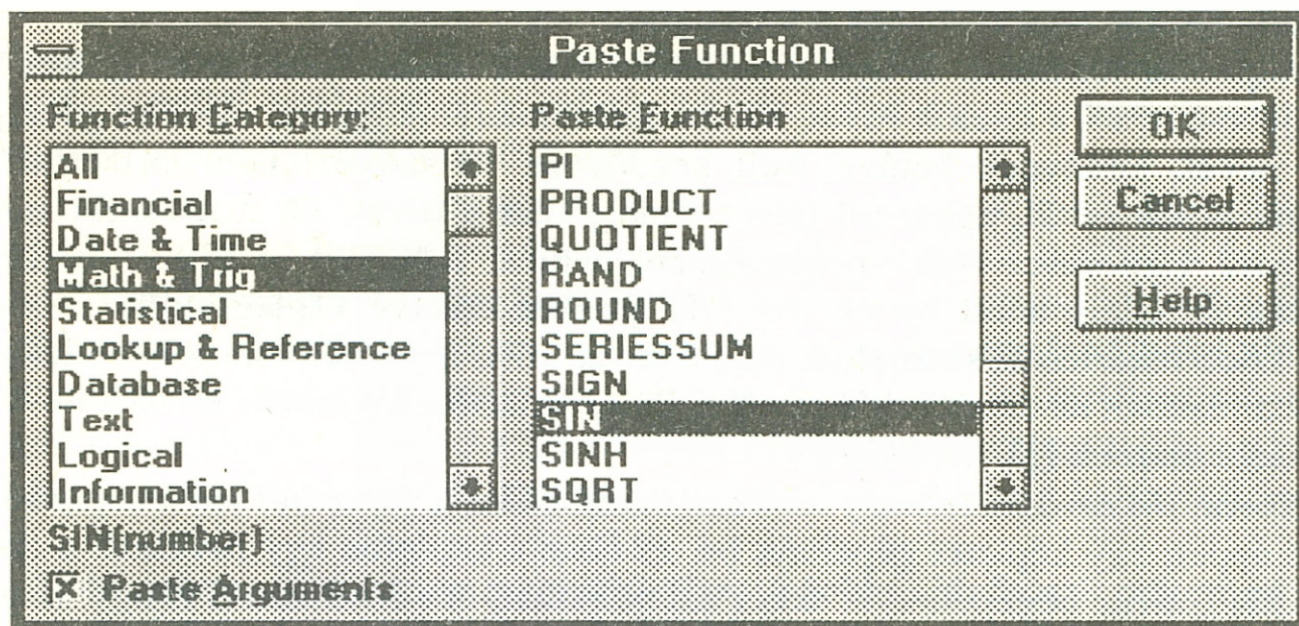 Paste Function
Function Category:
All
Financial
Date & Time
Math & Trig
Statistical
Lookup & Reference
Database
Text
Logical
Information
Paste Function
PI
PRODUCT
QUOTIENT
RAND
ROUND
SERIESSUM
SIGN
SIN
SINH
SQRT
OK
Cancel
Help
SIN(number)
Paste Arguments